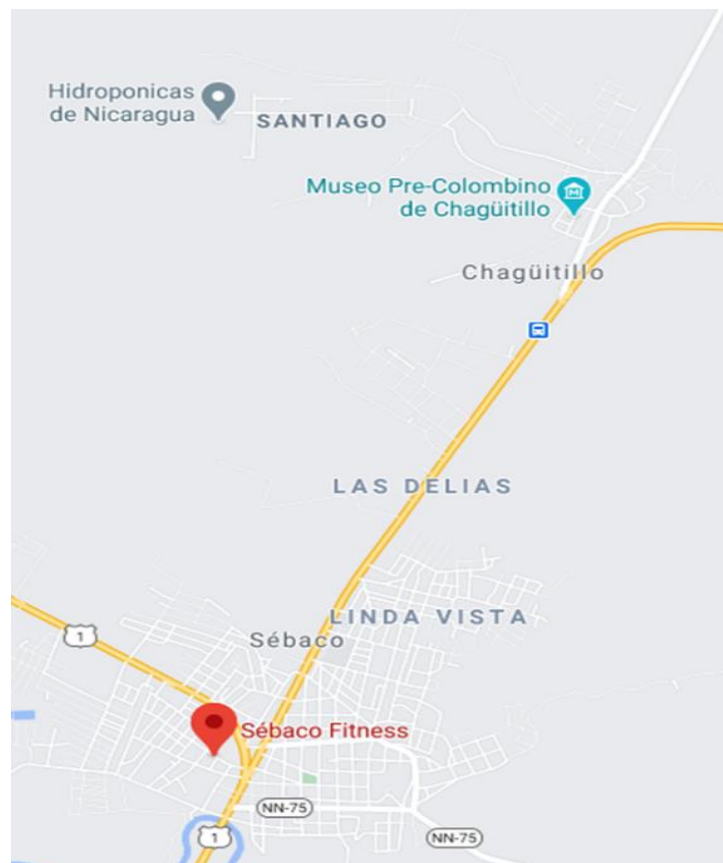 Hidroponicas
de Nicaragua
SANTIAGO
Museo Pre-Colombino
de Chagüitillo
Chagüitillo
LAS DELIAS
LINDA VISTA
1
Sébaco
Sébaco Fitness
NN-75
1
NN-75